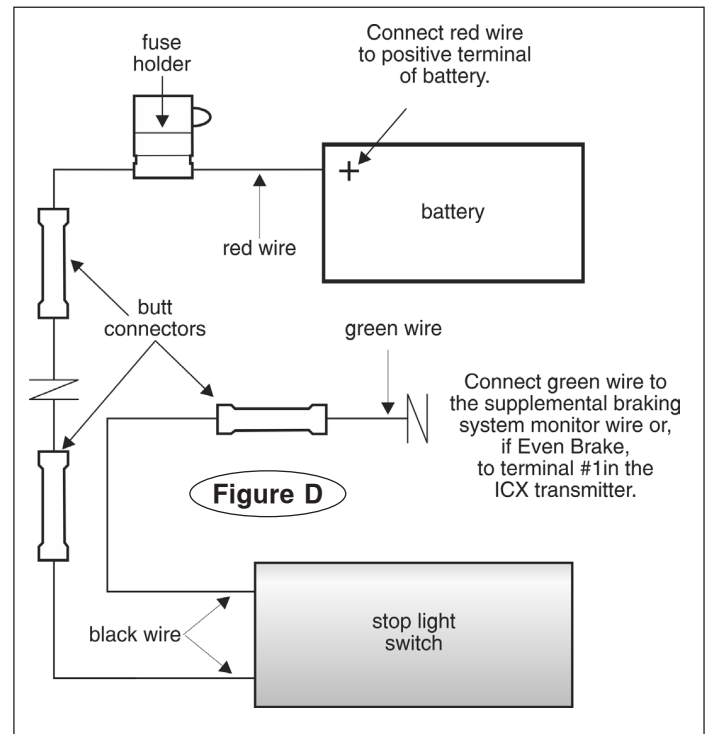 Connect red wire
to positive terminal
of battery.
fuse
holder
+
battery
red wire
butt
connectors
green wire
Connect green wire to
the supplemental braking
system monitor wire or,
if Even Brake,
to terminal #1in the
ICX transmitter.
Figure D
black wire
stop light
switch